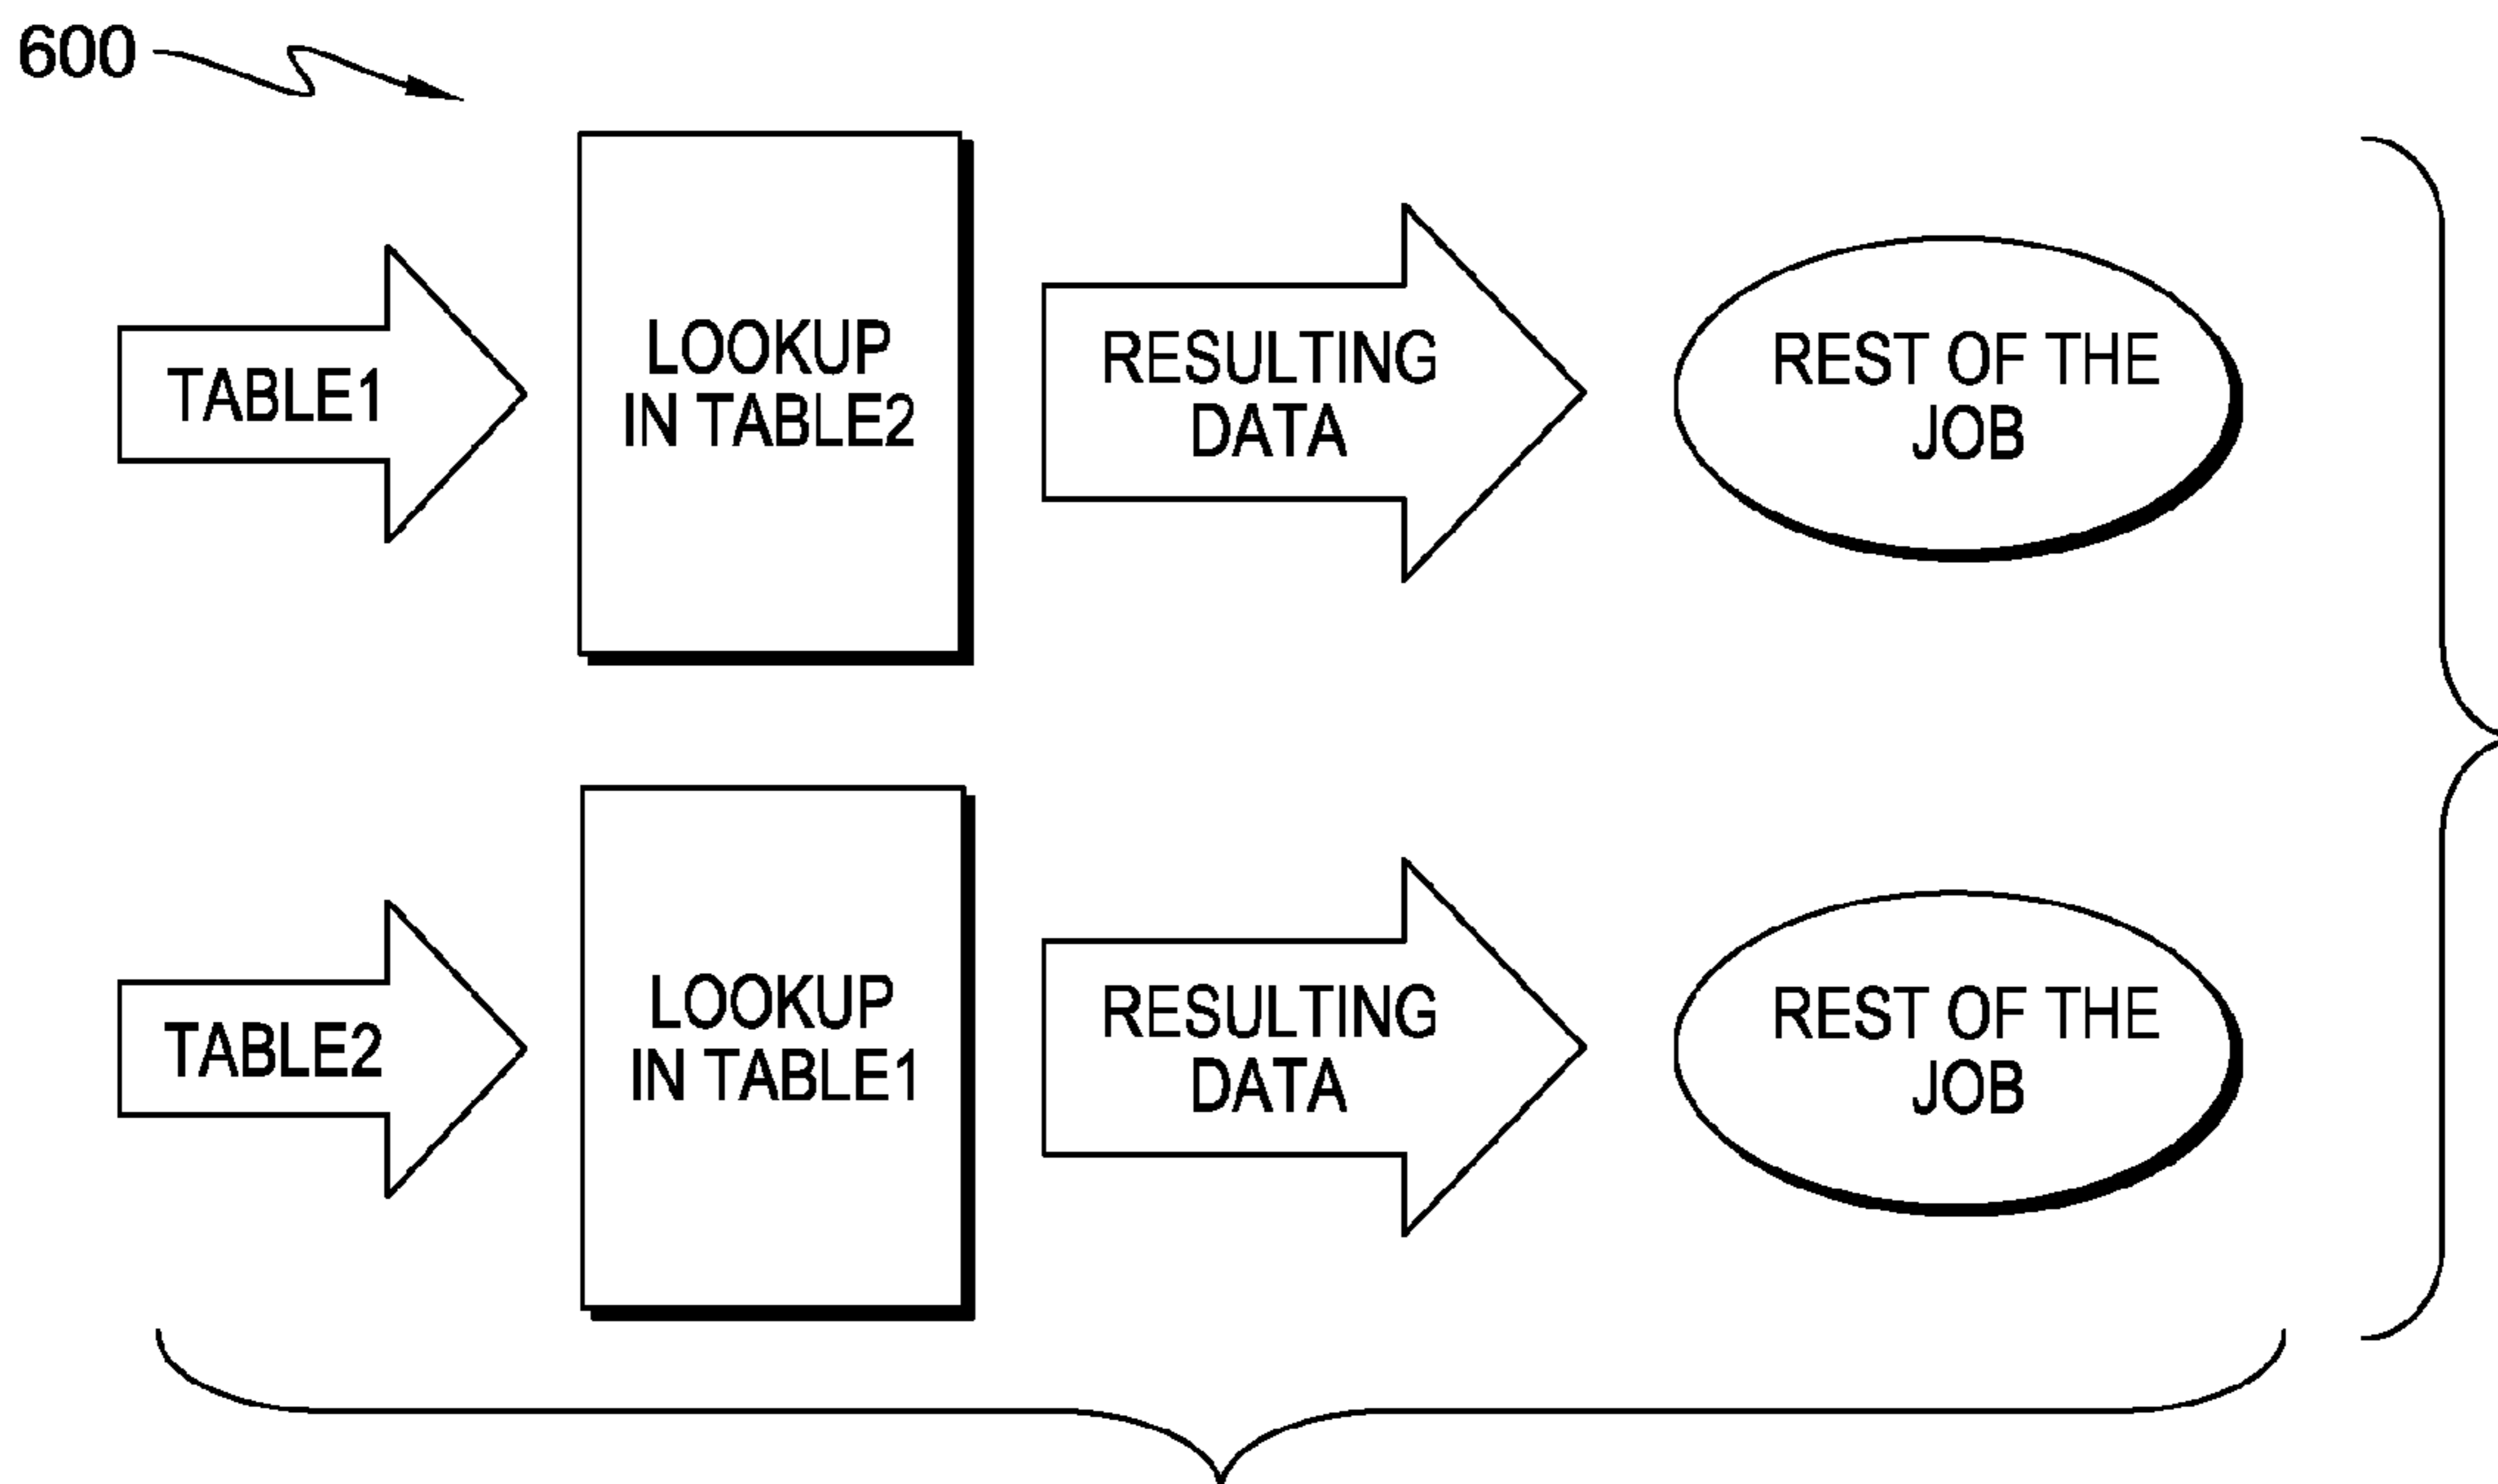 600
TABLE1
LOOKUP
IN TABLE2
RESULTING
DATA
REST OF THE
JOB
TABLE2
LOOKUP
IN TABLE1
RESULTING
DATA
REST OF THE
JOB